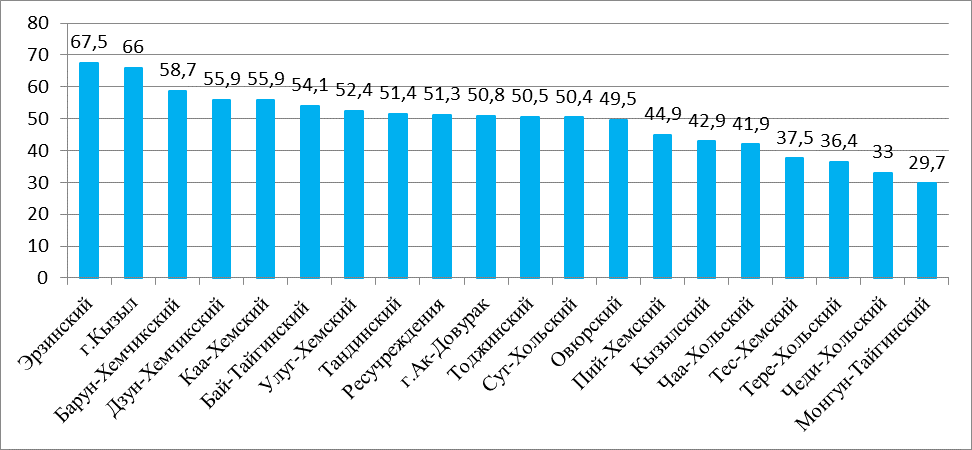 80
70
60
50
40
30
20
10
0
67,5
66
58,7
55,9
55,9
54,1
52,4
51,4
51,3
50,8
50,5
50,4
49,5
44,9
42,9
41,9
37,5
36,4
33
29,7
Эрзинский
г.Кызыл
Барун-Хемчикский
Дзун-Хемчикский
Каа-Хемский
Бай-Тайгинский
Улуг-Хемский
Тандинский
Ресучреждения
г.Ак-Довурак
Тоджинский
Сут-Хольский
Овюрский
Пий-Хемский
Кызылский
Чаа-Хольский
Тес-Хемский
Тере-Хольский
Чеди-Хольский
Монгун-Тайгинский